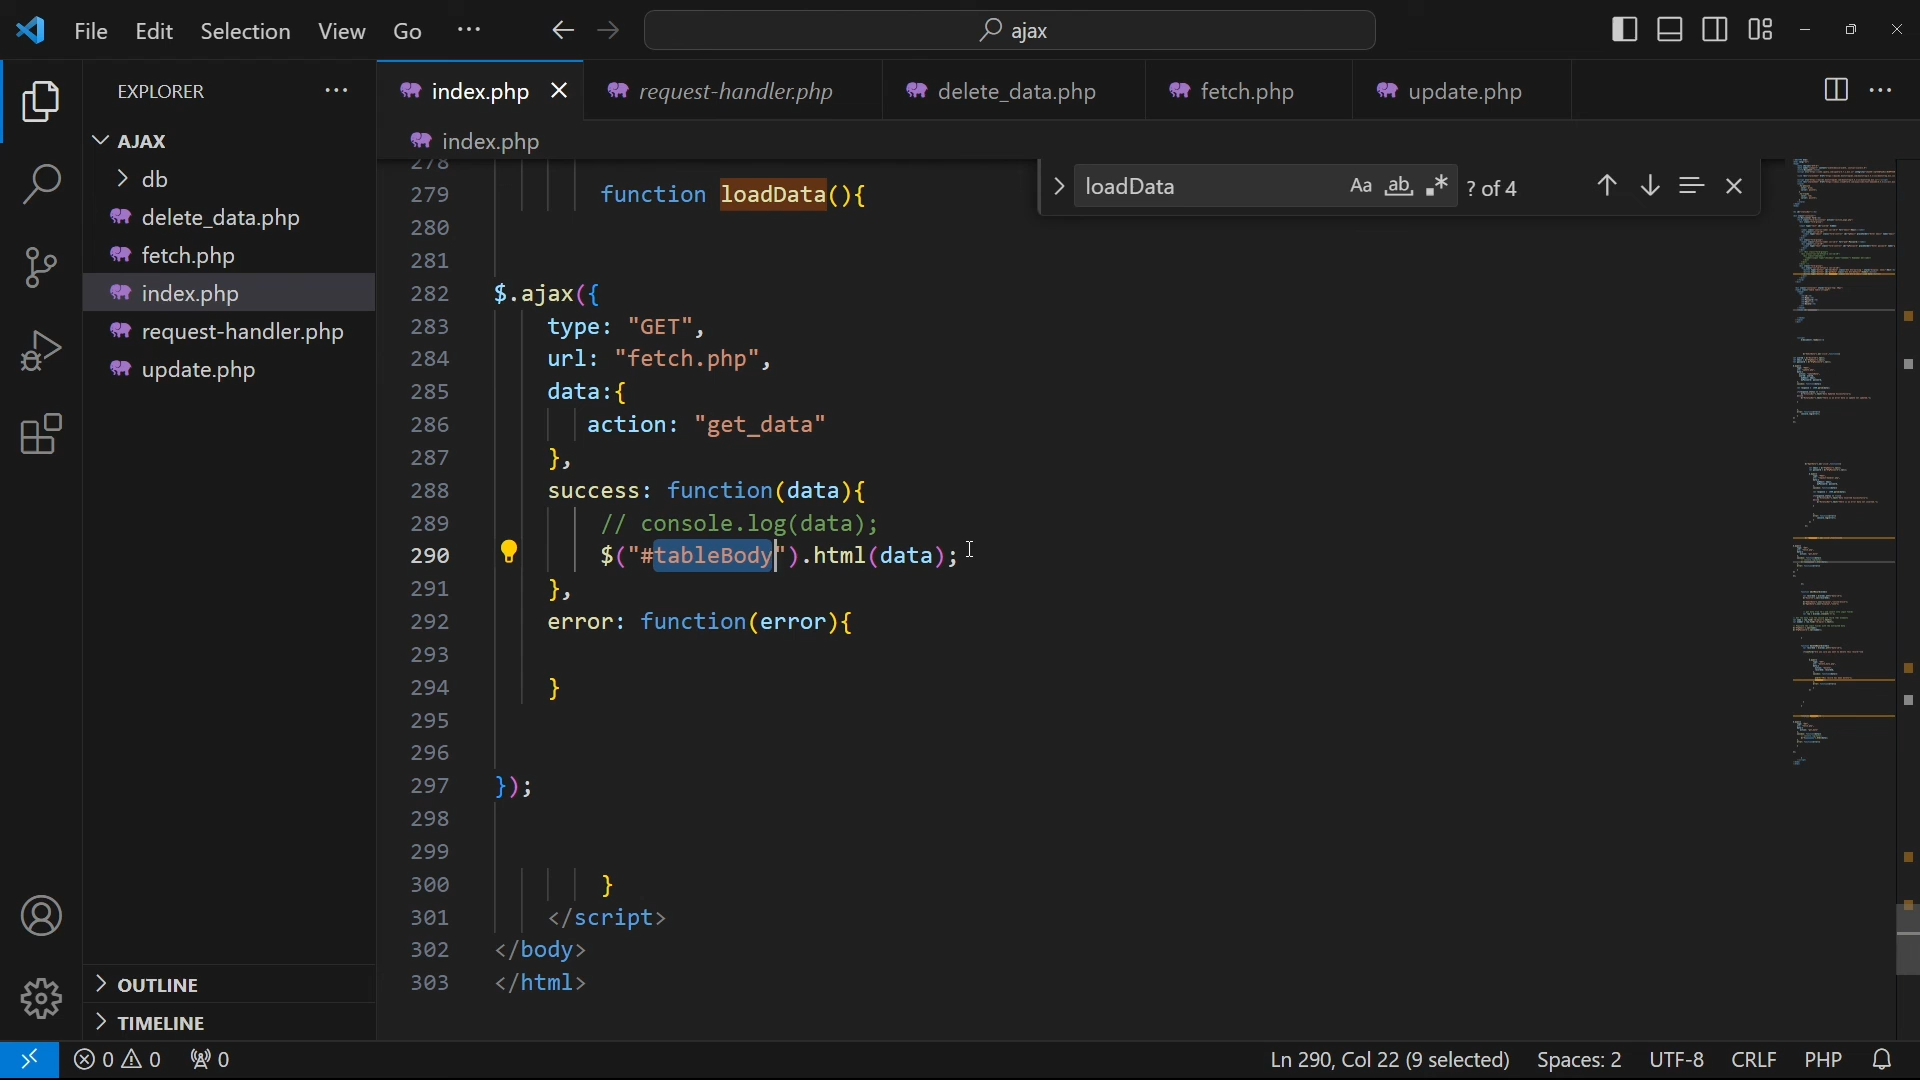 File Edit Selection View Go ··· ajax
EXPLORER ···
AJAX
db
delete_data.php
fetch.php
index.php
request-handler.php
update.php
OUTLINE
TIMELINE
index.php request-handler.php delete_data.php fetch.php update.php ···
index.php
loadData Aa ab .* ? of 4
278
279 function loadData(){
280
281
282 $.ajax({
283 type: "GET",
284 url: "fetch.php",
285 data:{
286 action: "get_data"
287 },
288 success: function(data){
289 // console.log(data);
290 $("#tableBody").html(data);
291 },
292 error: function(error){
293
294 }
295
296
297 });
298
299
300 }
301 </script>
302 </body>
303 </html>
0 0 0 Ln 290, Col 22 (9 selected) Spaces: 2 UTF-8 CRLF PHP